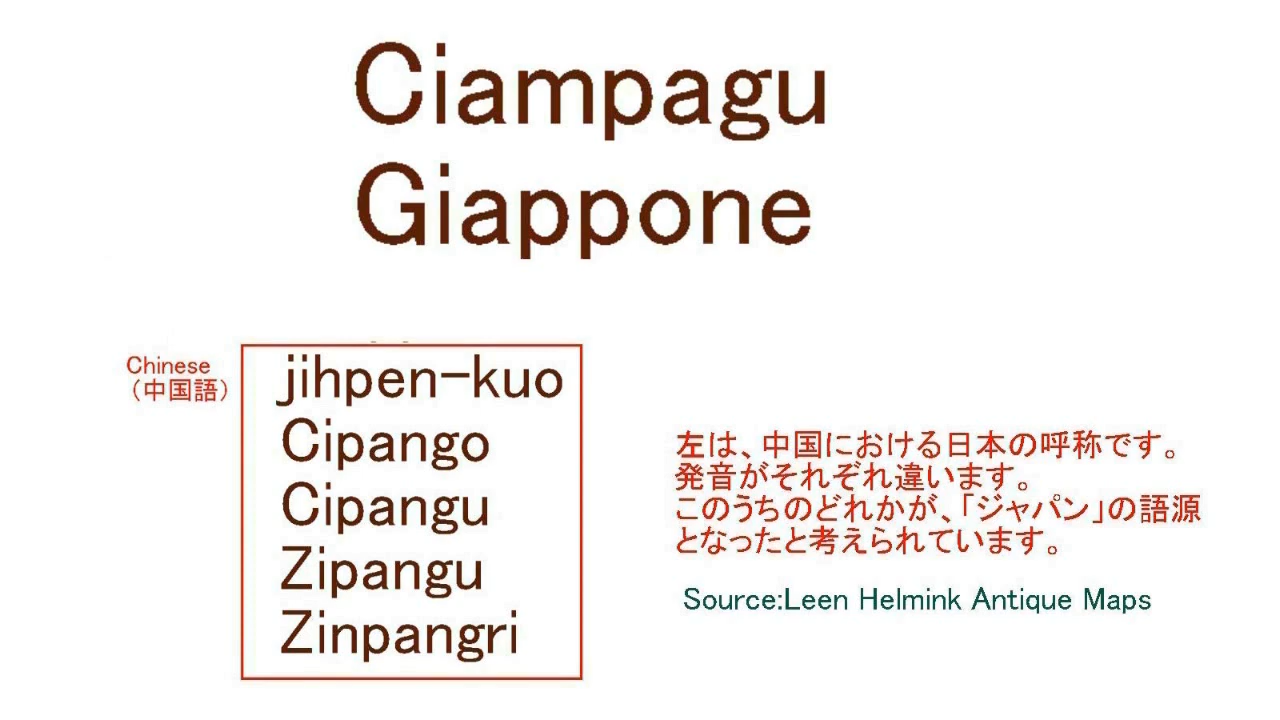 Ciampagu
Giappone
Chinese
（中国語）
jihpen-kuo
Cipango
Cipangu
Zipangu
Zinpangri
左は、中国における日本の呼称です。
発音がそれぞれ違います。
このうちのどれかが、「ジャパン」の語源
となったと考えられています。
Source:Leen Helmink Antique Maps